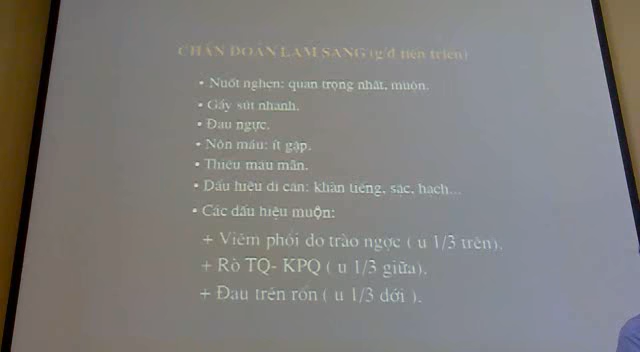 CHẨN ĐOÁN LÂM SÀNG (g/đ tiến triển)
• Nuốt nghẹn: quan trọng nhất, muộn.
• Gầy sút nhanh.
• Đau ngực.
• Nôn máu: ít gặp.
• Thiếu máu mãn.
• Dấu hiệu di căn: khàn tiếng, sặc, hạch...
• Các dấu hiệu muộn:
+ Viêm phổi do trào ngược ( u 1/3 trên).
+ Rò TQ- KPQ ( u 1/3 giữa).
+ Đau trên rốn ( u 1/3 dới ).